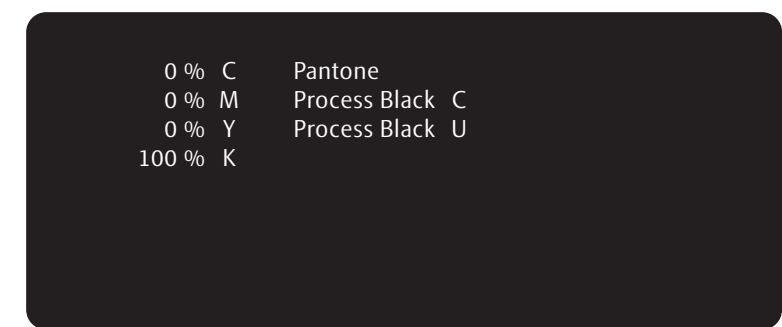 0 % C Pantone
0 % M Process Black C
0 % Y Process Black U
100 % K